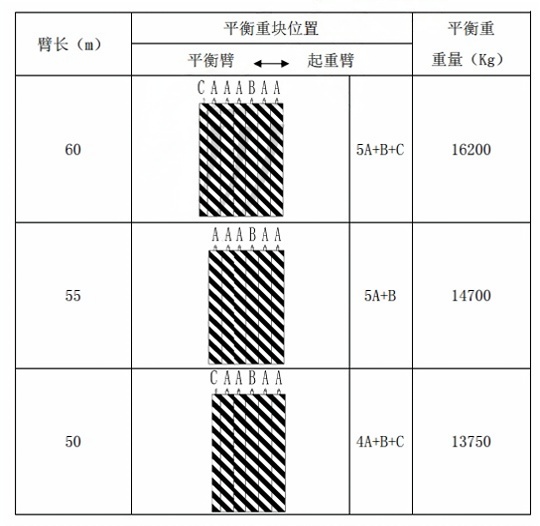 臂长（m）
平衡重块位置
平衡重
重量（Kg）
平衡臂 起重臂
C A A A B A A
60
5A+B+C
16200
A A A B A A
55
5A+B
14700
C A A B A A
50
4A+B+C
13750